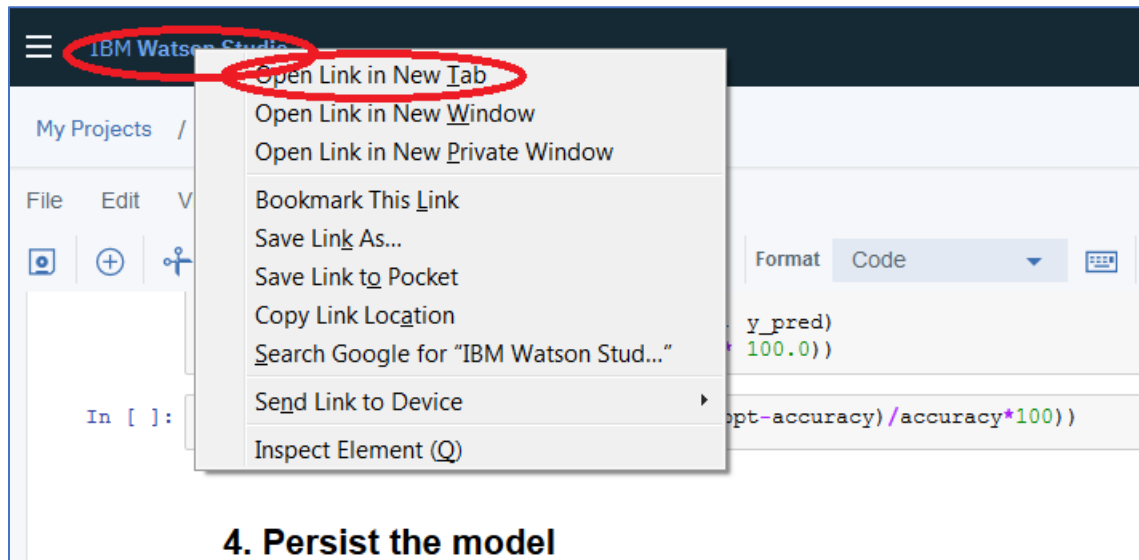 IBM Watson Studio
Open Link in New Tab
Open Link in New Window
My Projects /
Open Link in New Private Window
File Edit V
Bookmark This Link
Save Link As...
Save Link to Pocket
Format Code
Copy Link Location
y_pred)
Search Google for “IBM Watson Stud...”
* 100.0))
Send Link to Device
In [ ]:
opt-accuracy)/accuracy*100))
Inspect Element (Q)
4. Persist the model